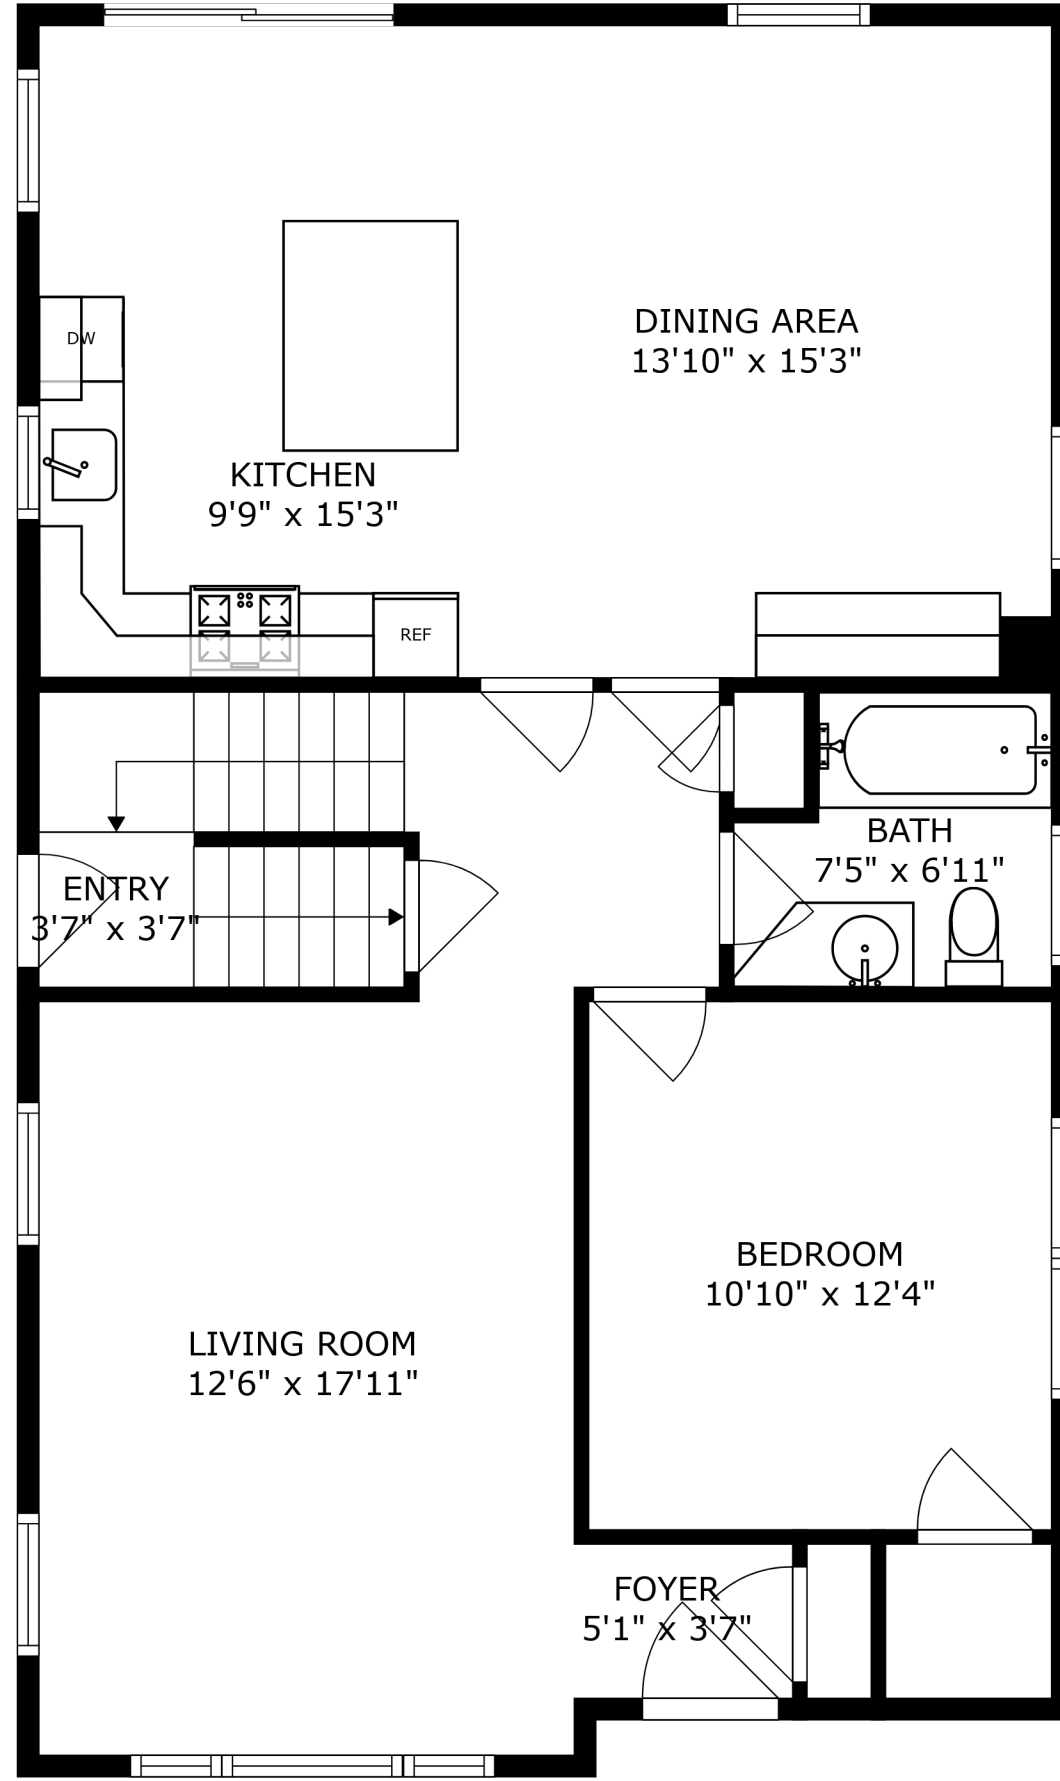 DINING AREA
13'10" x 15'3"
DW
KITCHEN
9'9" x 15'3"
REF
BATH
7'5" x 6'11"
ENTRY
3'7" x 3'7"
BEDROOM
10'10" x 12'4"
LIVING ROOM
12'6" x 17'11"
FOYER
5'1" x 3'7"